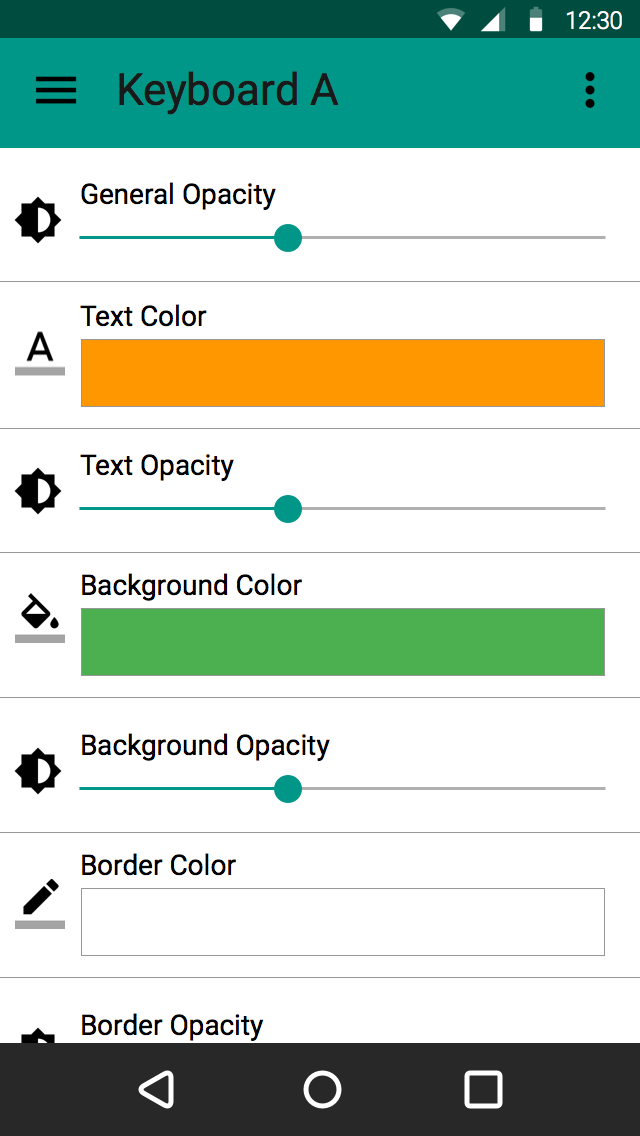 12:30
Keyboard A
General Opacity
Text Color
A
Text Opacity
Background Color
Background Opacity
Border Color
Border Opacity